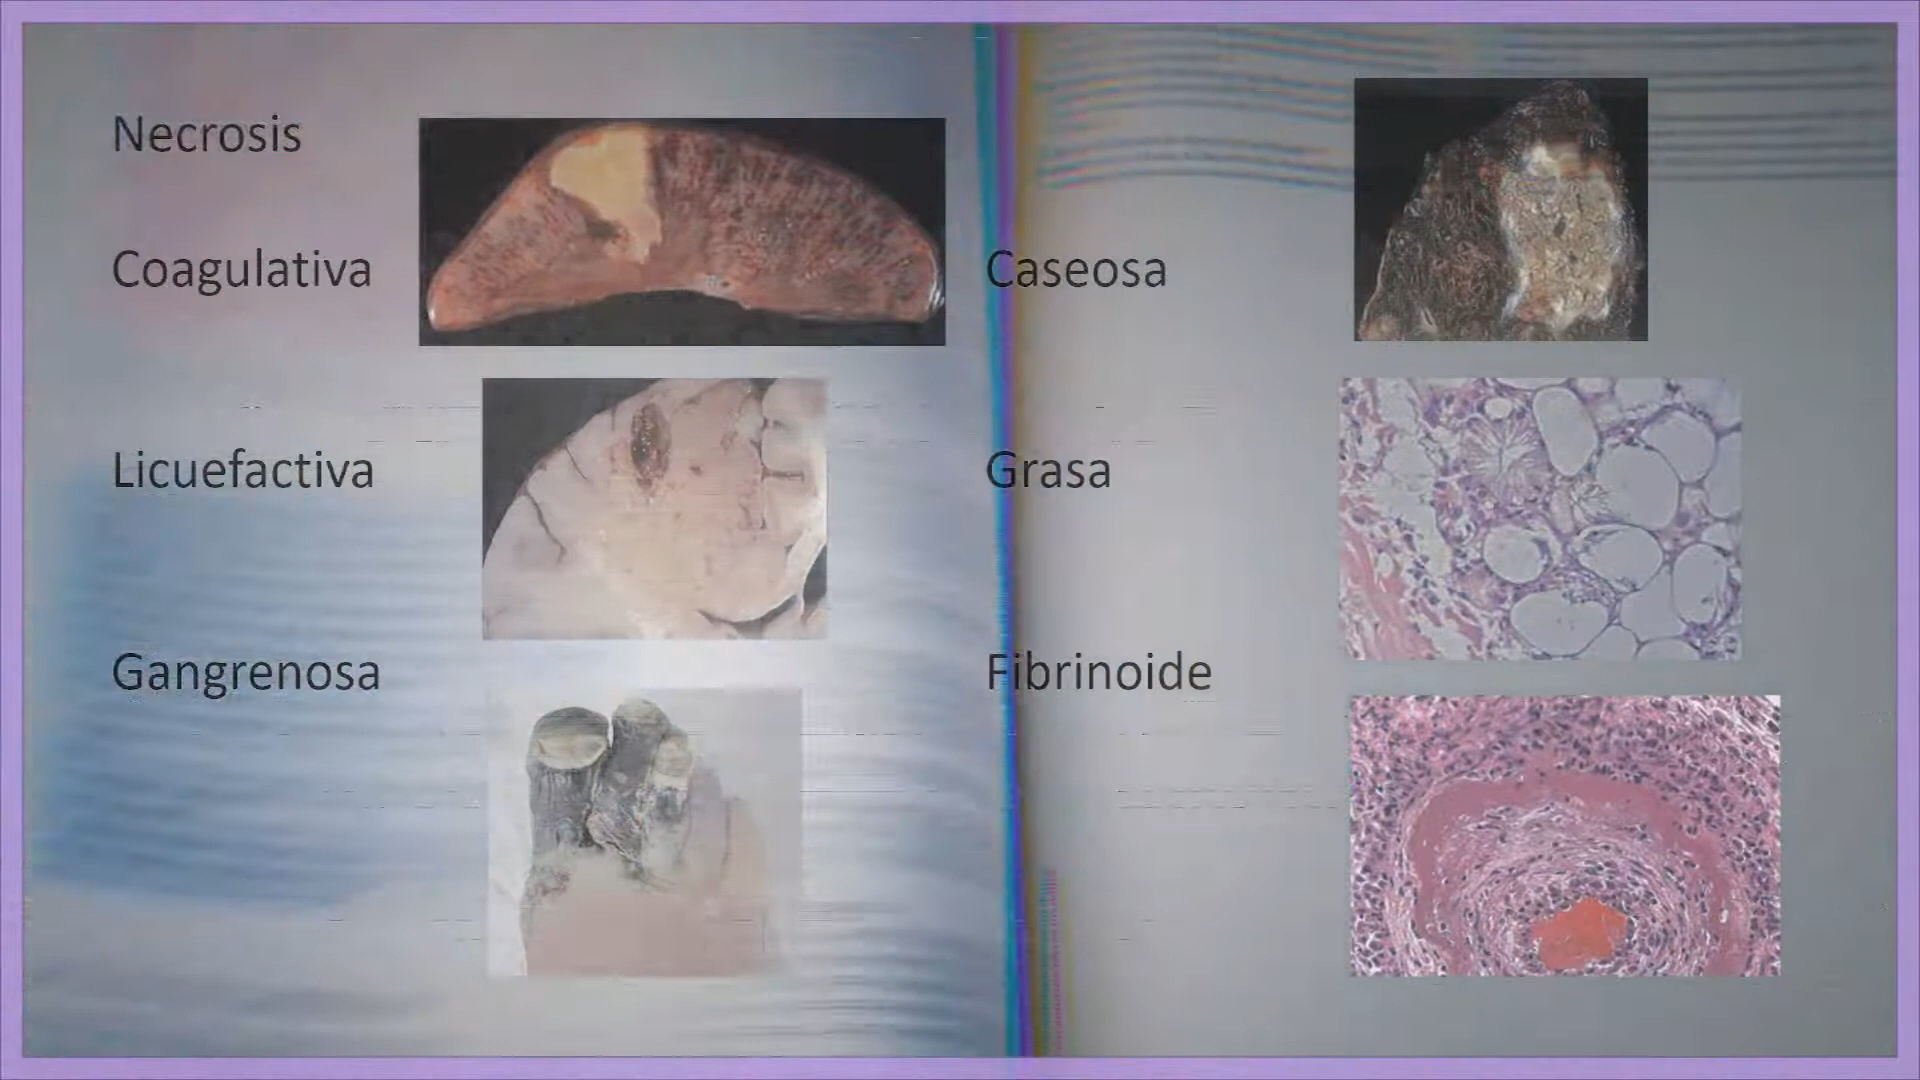 Necrosis
Coagulativa
Licuefactiva
Gangrenosa
Caseosa
Grasa
Fibrinoide